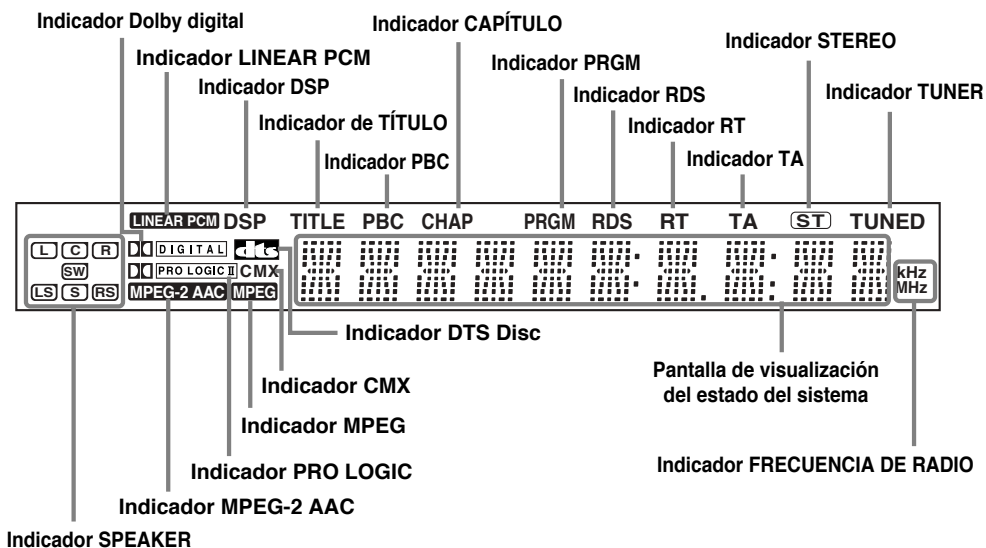 Indicador Dolby digital
Indicador CAPÍTULO
Indicador STEREO
Indicador LINEAR PCM
Indicador PRGM
Indicador DSP
Indicador RDS
Indicador TUNER
Indicador de TÍTULO
Indicador RT
Indicador PBC
Indicador TA
LINEAR PCM DSP TITLE PBC CHAP PRGM RDS RT TA ST TUNED
L C R DIGITAL dts
SW PRO LOGIC II CMX kHz
LS S RS MPEG-2 AAC MPEG MHz
Indicador DTS Disc
Pantalla de visualización
del estado del sistema
Indicador CMX
Indicador MPEG
Indicador PRO LOGIC
Indicador FRECUENCIA DE RADIO
Indicador MPEG-2 AAC
Indicador SPEAKER